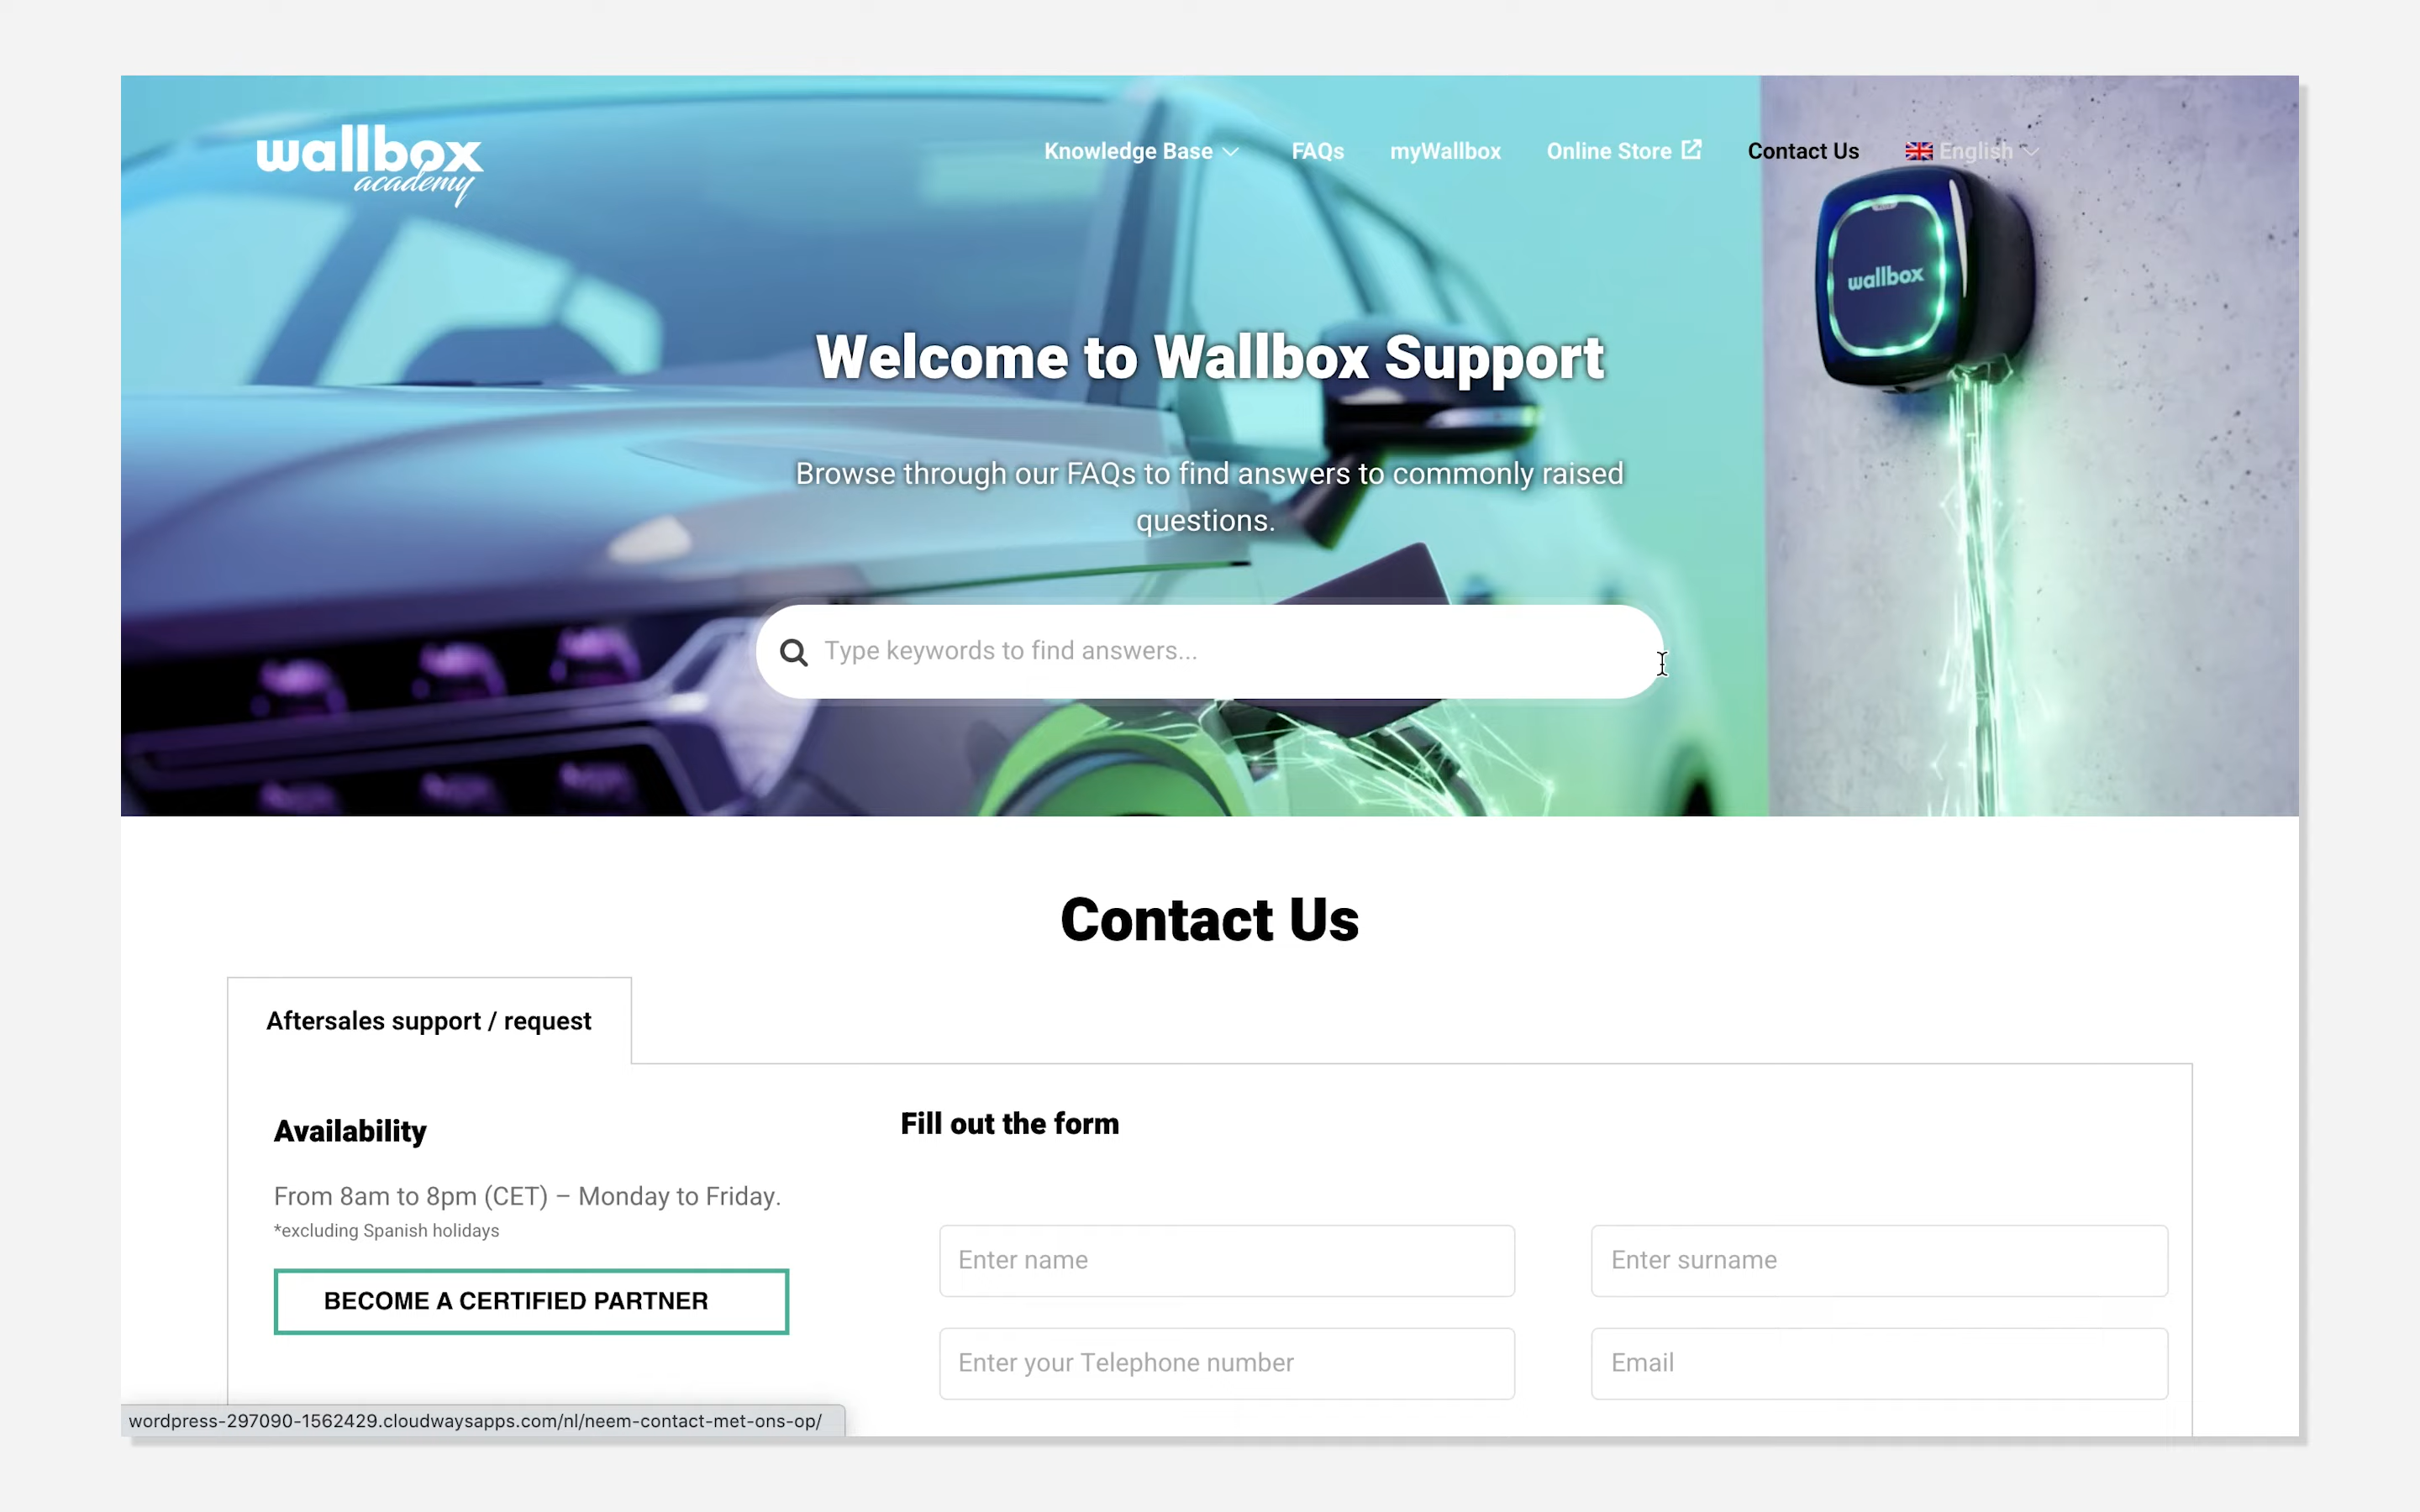 wallbox
academy
Knowledge Base
FAQs
myWallbox
Online Store
Contact Us
English
wallbox
Welcome to Wallbox Support
Browse through our FAQs to find answers to commonly raised
questions.
Type keywords to find answers...
Contact Us
Aftersales support / request
Availability
From 8am to 8pm (CET) – Monday to Friday.
*excluding Spanish holidays
BECOME A CERTIFIED PARTNER
Fill out the form
Enter name
Enter surname
Enter your Telephone number
Email
wordpress-297090-1562429.cloudwaysapps.com/nl/neem-contact-met-ons-op/